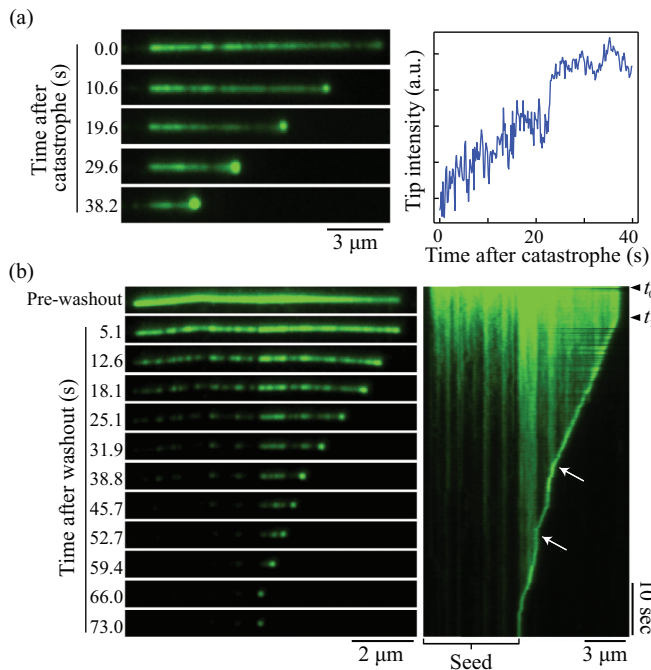 (a)
Time after catastrophe (s)
0.0
10.6
19.6
29.6
38.2
3 μm
Tip intensity (a.u.)
0
20
40
Time after catastrophe (s)
(b)
Time after washout (s)
Pre-washout
5.1
12.6
18.1
25.1
31.9
38.8
45.7
52.7
59.4
66.0
73.0
2 μm
t
t
10 sec
Seed
3 μm